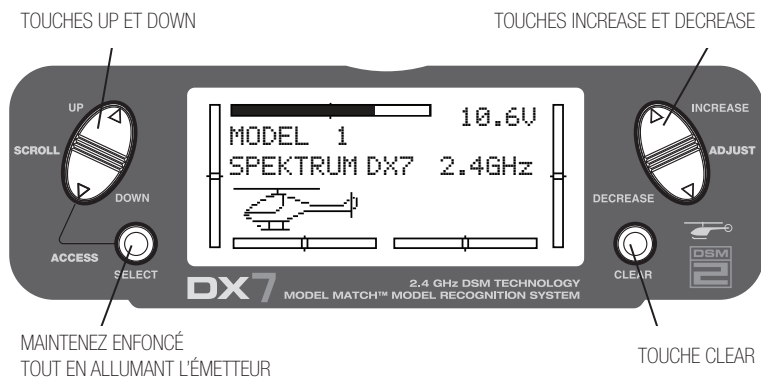 TOUCHES UP ET DOWN
TOUCHES INCREASE ET DECREASE
UP
SCROLL
DOWN
ACCESS
SELECT
10.6V
MODEL 1
SPEKTRUM DX7 2.4GHz
INCREASE
ADJUST
DECREASE
CLEAR
DSM
2
DX7
2.4 GHz DSM TECHNOLOGY
MODEL MATCH™ MODEL RECOGNITION SYSTEM
MAINTENEZ ENFONCÉ
TOUT EN ALLUMANT L'ÉMETTEUR
TOUCHE CLEAR